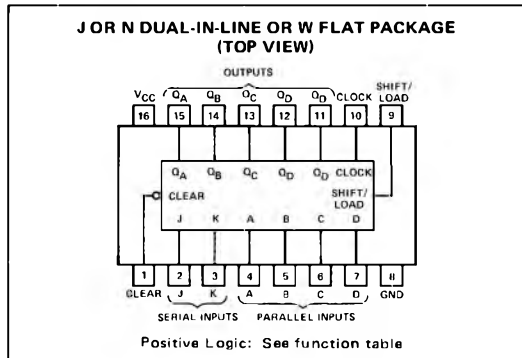 J OR N DUAL-IN-LINE OR W FLAT PACKAGE
(TOP VIEW)
OUTPUTS
VCC QA QB QC QD QD CLOCK SHIFT/
LOAD
16 15 14 13 12 11 10 9
QA QB QC QD QD CLOCK
CLEAR SHIFT/
LOAD
J K A B C D
1 2 3 4 5 6 7 8
CLEAR J K A B C D GND
SERIAL INPUTS PARALLEL INPUTS
Positive Logic: See function table